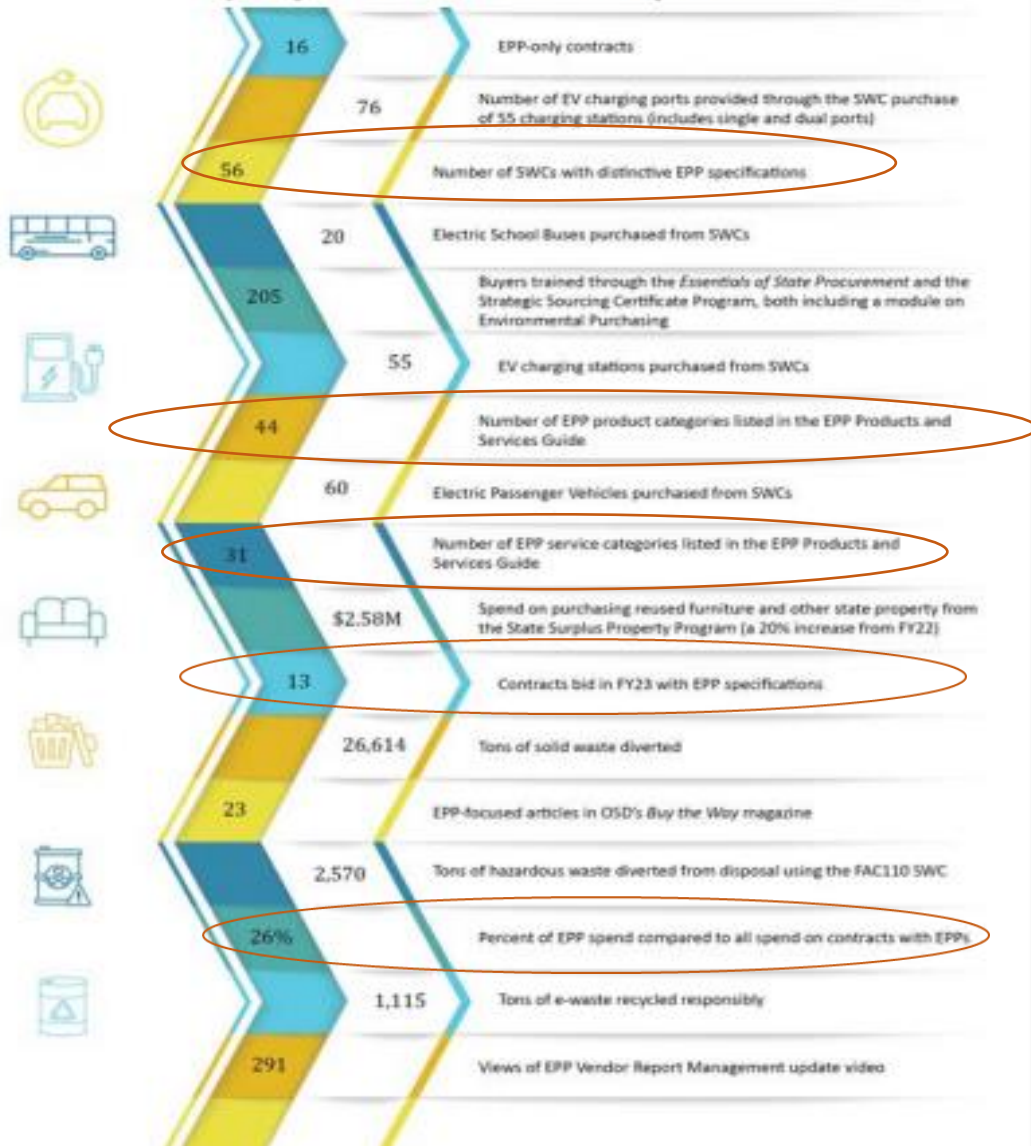 16
EPP-only contracts
76
Number of EV charging ports provided through the SWC purchase
of 55 charging stations (includes single and dual ports)
56
Number of SWCs with distinctive EPP specifications
20
Electric School Buses purchased from SWCs
205
Buyers trained through the Essentials of State Procurement and the
Strategic Sourcing Certificate Program, both including a module on
Environmental Purchasing
55
EV charging stations purchased from SWCs
44
Number of EPP product categories listed in the EPP Products and
Services Guide
60
Electric Passenger Vehicles purchased from SWCs
31
Number of EPP service categories listed in the EPP Products and
Services Guide
$2.58M
Spend on purchasing reused furniture and other state property from
the State Surplus Property Program (a 20% increase from FY22)
13
Contracts bid in FY23 with EPP specifications
26,614
Tons of solid waste diverted
23
EPP-focused articles in OSD's Buy the Way magazine
2,570
Tons of hazardous waste diverted from disposal using the FAC110 SWC
26%
Percent of EPP spend compared to all spend on contracts with EPPs
1,115
Tons of e-waste recycled responsibly
291
Views of EPP Vendor Report Management update video